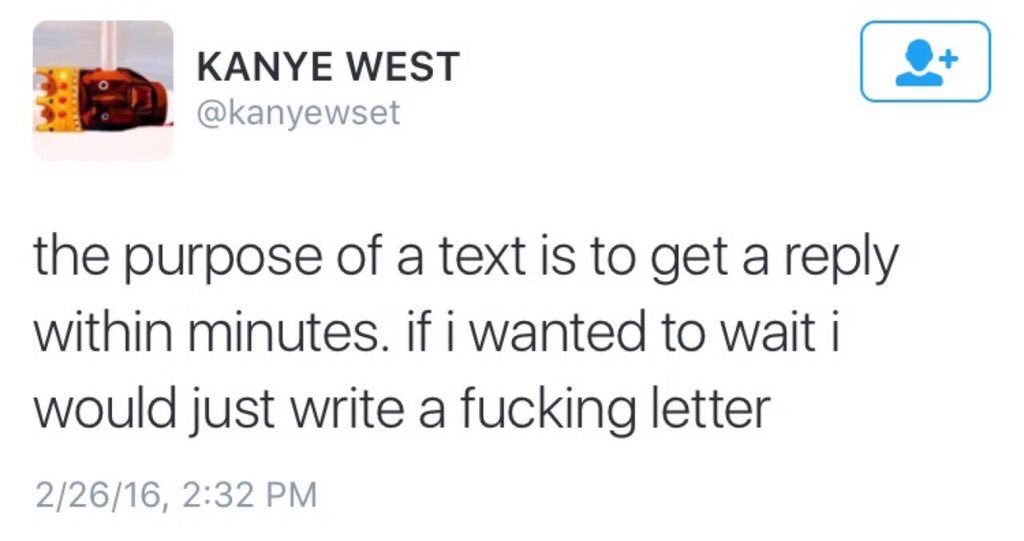 KANYE WEST
@kanyewset
the purpose of a text is to get a reply
within minutes. if i wanted to wait i
would just write a fucking letter
2/26/16, 2:32 PM